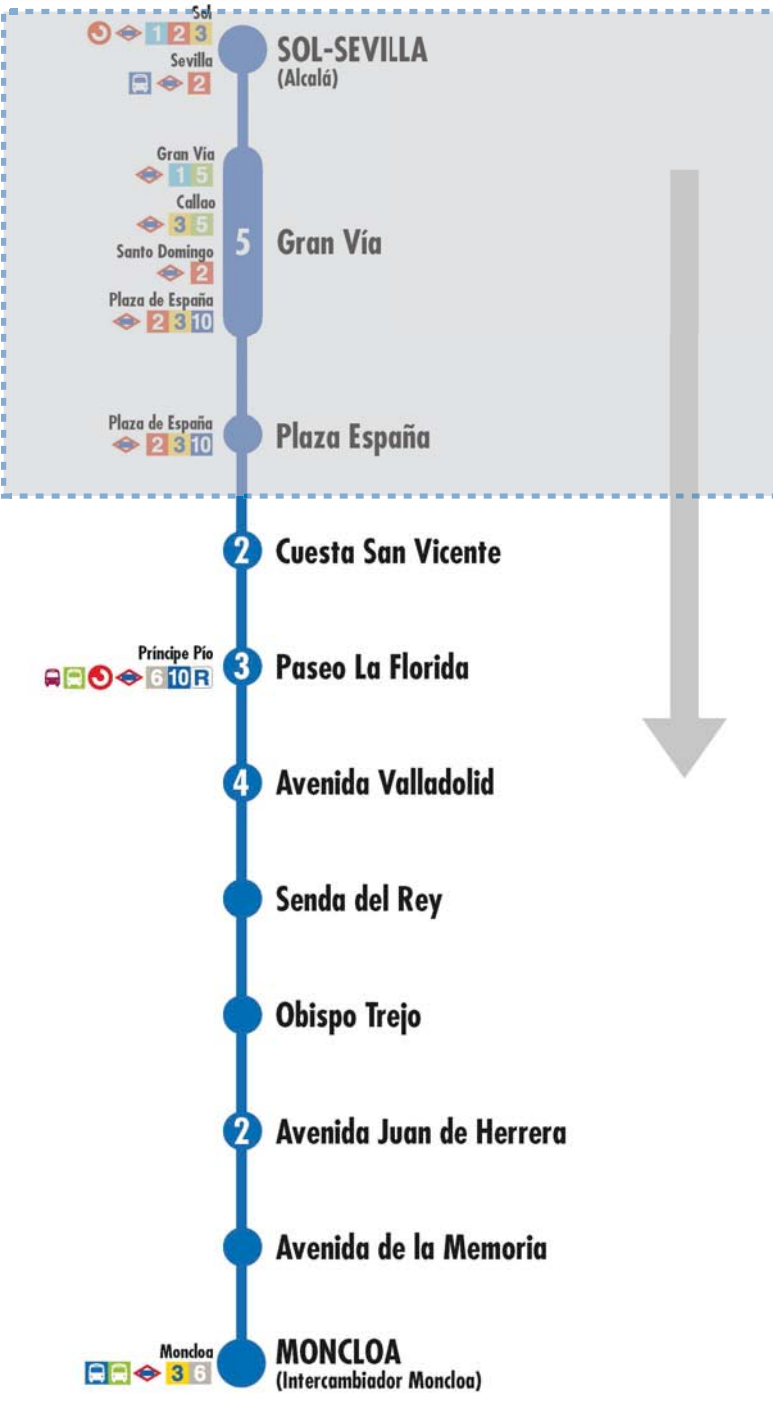 Sol
1 2 3
SOL-SEVILLA
(Alcalá)
Sevilla
2
Gran Vía
1 5
Callao
3 5
Santo Domingo
2
Plaza de España
2 3 10
5
Gran Vía
Plaza de España
2 3 10
Plaza España
2
Cuesta San Vicente
Príncipe Pío
6 10 R
3
Paseo La Florida
4
Avenida Valladolid
Senda del Rey
Obispo Trejo
2
Avenida Juan de Herrera
Avenida de la Memoria
Moncloa
3 6
MONCLOA
(Intercambiador Moncloa)